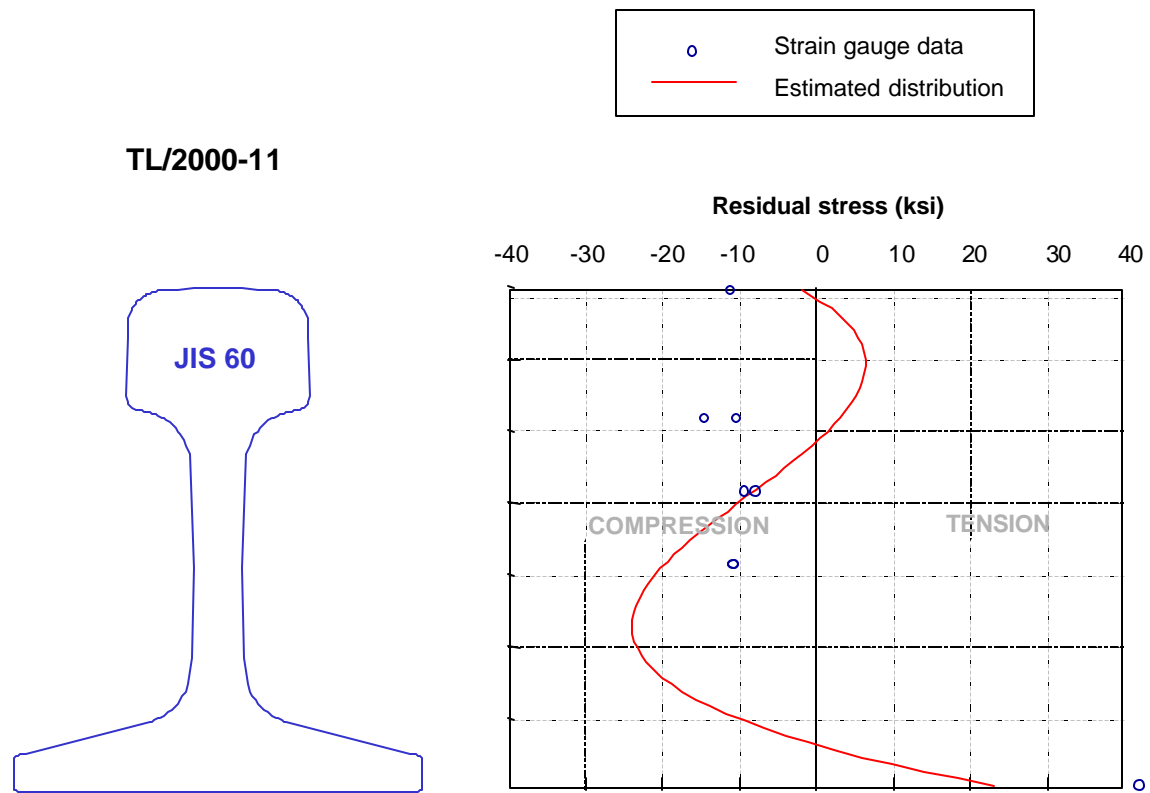 Strain gauge data
Estimated distribution
TL/2000-11
Residual stress (ksi)
-40 -30 -20 -10 0 10 20 30 40
JIS 60
COMPRESSION TENSION